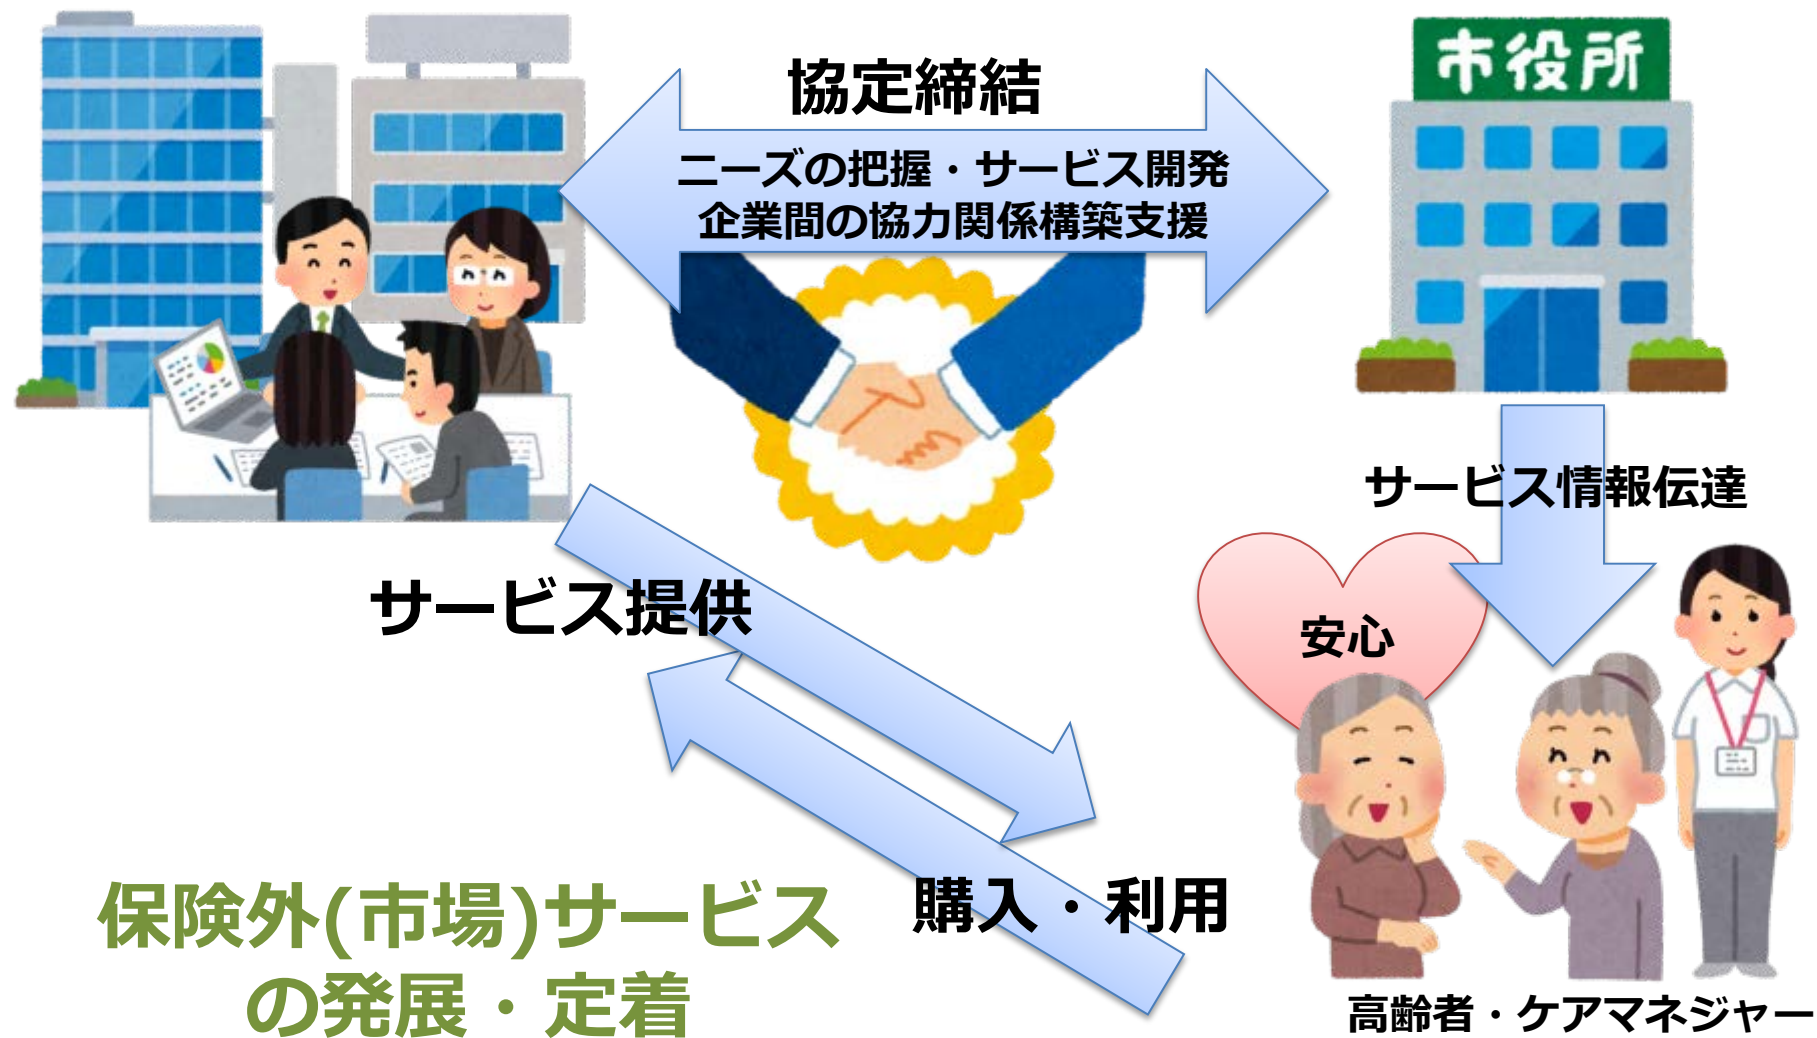 市役所
協定締結
ニーズの把握・サービス開発
企業間の協力関係構築支援
サービス情報伝達
安心
サービス提供
購入・利用
保険外(市場)サービス
の発展・定着
高齢者・ケアマネジャー